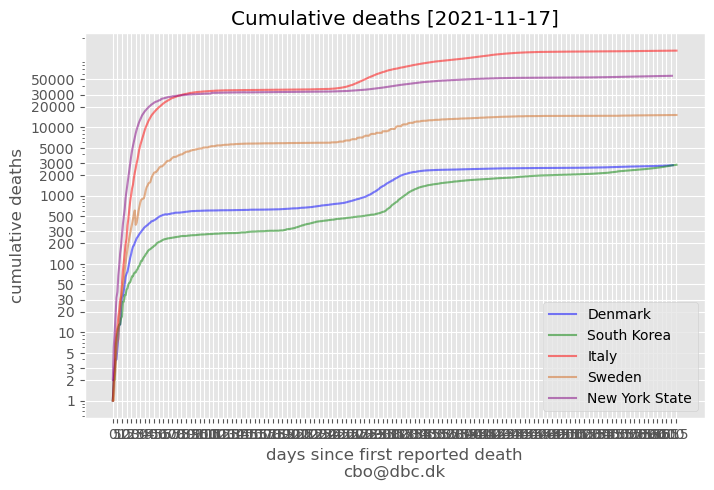 Cumulative deaths [2021-11-17]
50000
30000
20000
10000
5000
3000
2000
1000
500
300
200
100
50
30
20
10
5
3
2
1
cumulative deaths
Denmark
South Korea
Italy
Sweden
New York State
days since first reported death
cbo@dbc.dk